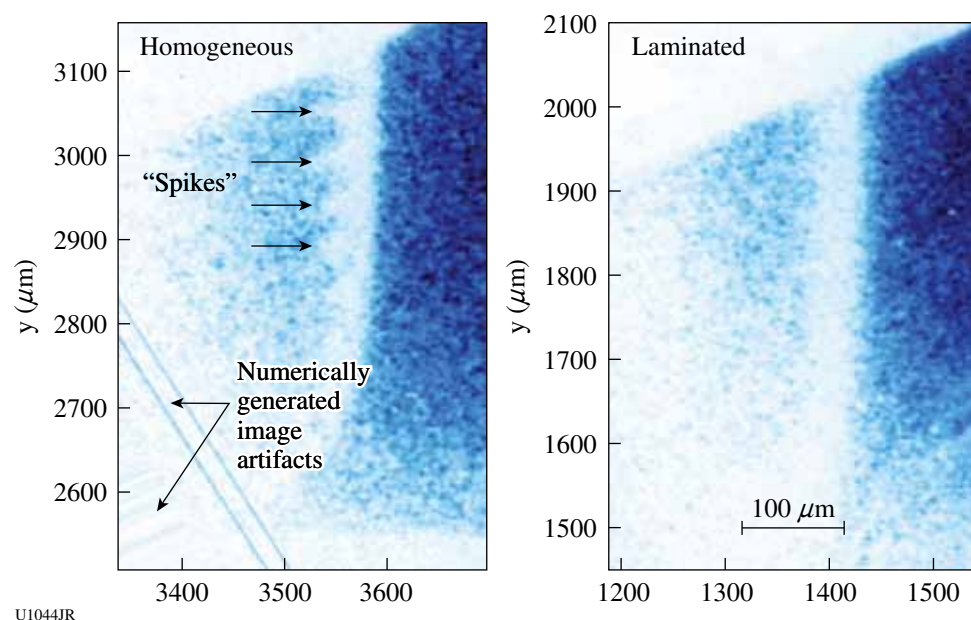 Homogeneous
“Spikes”
Numerically
generated
image
artifacts
y (μm)
3100
3000
2900
2800
2700
2600
3400
3500
3600
Laminated
y (μm)
2100
2000
1900
1800
1700
1600
1500
100 μm
1200
1300
1400
1500
U1044JR